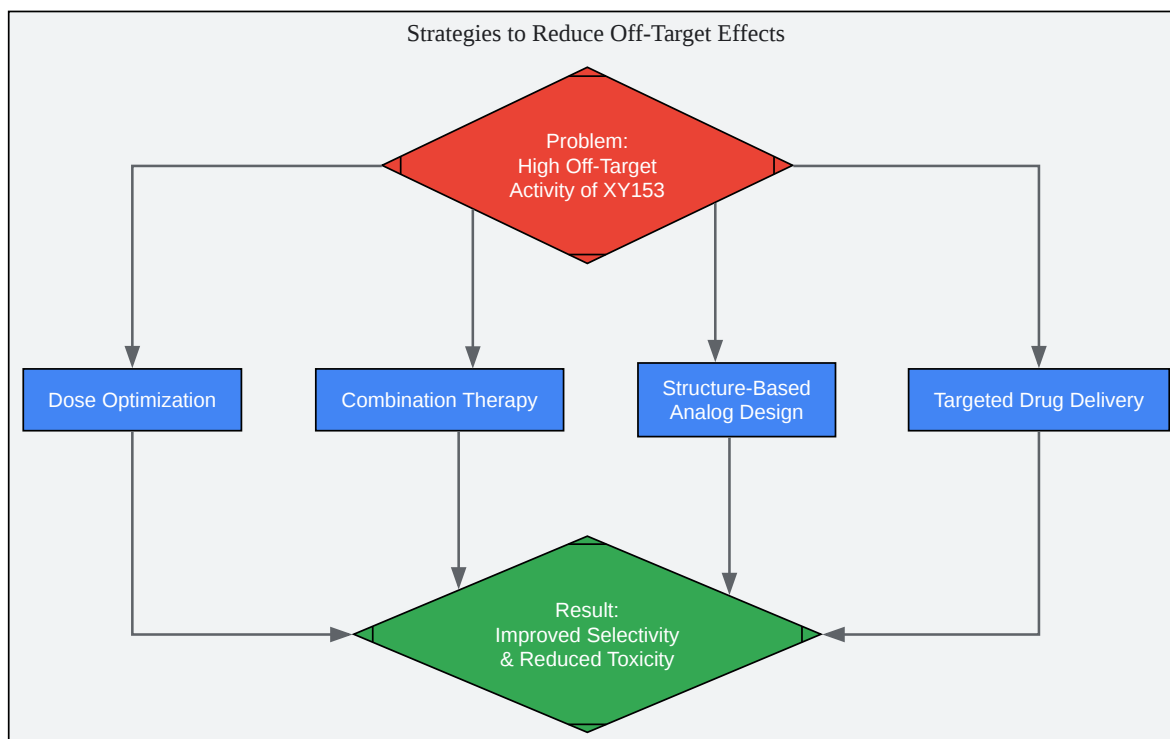 Strategies to Reduce Off-Target Effects
Problem:
High Off-Target
Activity of XY153
Dose Optimization
Combination Therapy
Structure-Based
Analog Design
Targeted Drug Delivery
Result:
Improved Selectivity
& Reduced Toxicity